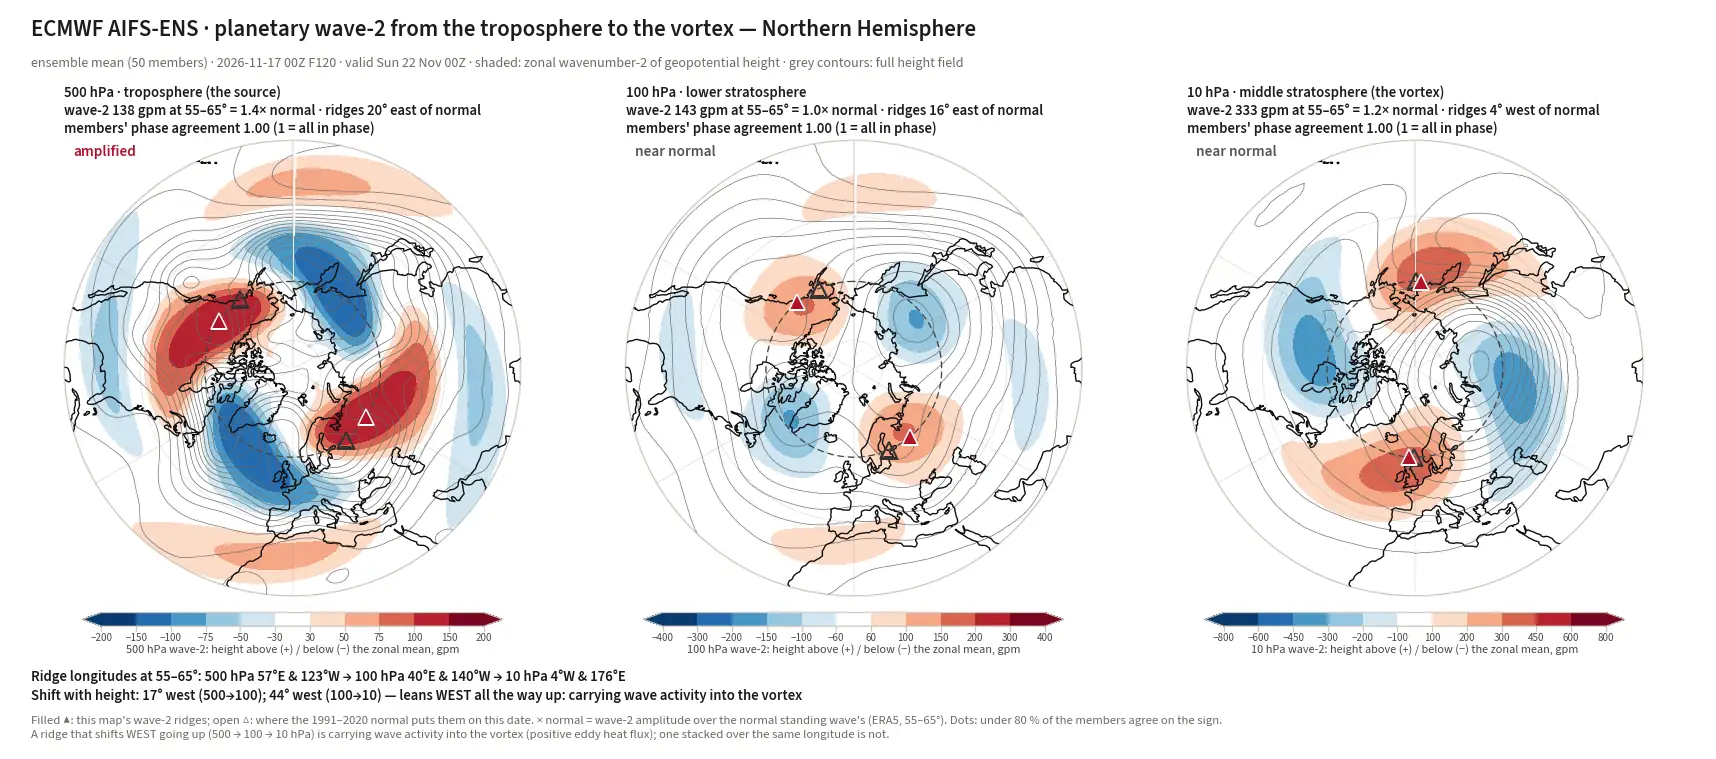 ECMWF AIFS-ENS · planetary wave-2 from the troposphere to the vortex — Northern Hemisphere
ensemble mean (50 members) · 2026-11-17 00Z F120 · valid Sun 22 Nov 00Z · shaded: zonal wavenumber-2 of geopotential height · grey contours: full height field
500 hPa · troposphere (the source)
wave-2 138 gpm at 55–65° = 1.4× normal · ridges 20° east of normal
members' phase agreement 1.00 (1 = all in phase)
amplified
100 hPa · lower stratosphere
wave-2 143 gpm at 55–65° = 1.0× normal · ridges 16° east of normal
members' phase agreement 1.00 (1 = all in phase)
near normal
10 hPa · middle stratosphere (the vortex)
wave-2 333 gpm at 55–65° = 1.2× normal · ridges 4° west of normal
members' phase agreement 1.00 (1 = all in phase)
near normal
−200 −150 −100 −75 −50 −30 30 50 75 100 150 200
500 hPa wave-2: height above (+) / below (−) the zonal mean, gpm
−400 −300 −200 −150 −100 −60 60 100 150 200 300 400
100 hPa wave-2: height above (+) / below (−) the zonal mean, gpm
−800 −600 −450 −300 −200 −100 100 200 300 450 600 800
10 hPa wave-2: height above (+) / below (−) the zonal mean, gpm
Ridge longitudes at 55–65°: 500 hPa 57°E & 123°W → 100 hPa 40°E & 140°W → 10 hPa 4°W & 176°E
Shift with height: 17° west (500→100); 44° west (100→10) — leans WEST all the way up: carrying wave activity into the vortex
Filled ▲: this map's wave-2 ridges; open △: where the 1991–2020 normal puts them on this date. × normal = wave-2 amplitude over the normal standing wave's (ERA5, 55–65°). Dots: under 80 % of the members agree on the sign.
A ridge that shifts WEST going up (500 → 100 → 10 hPa) is carrying wave activity into the vortex (positive eddy heat flux); one stacked over the same longitude is not.